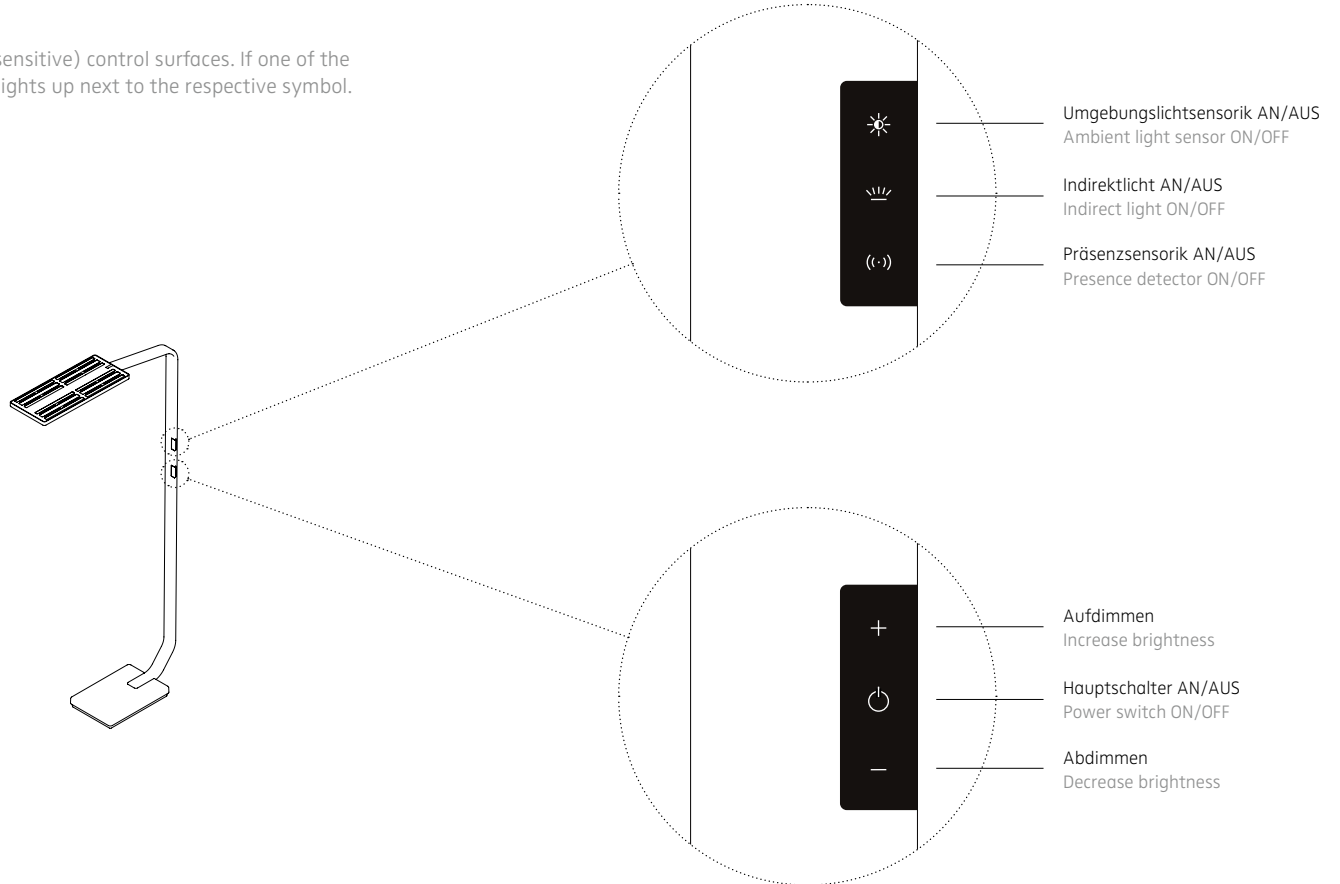 sensitive) control surfaces. If one of the
ights up next to the respective symbol.
Umgebungslichtsensorik AN/AUS
Ambient light sensor ON/OFF
Indirektlicht AN/AUS
Indirect light ON/OFF
Präsenzsensorik AN/AUS
Presence detector ON/OFF
Aufdimmen
Increase brightness
Hauptschalter AN/AUS
Power switch ON/OFF
Abdimmen
Decrease brightness